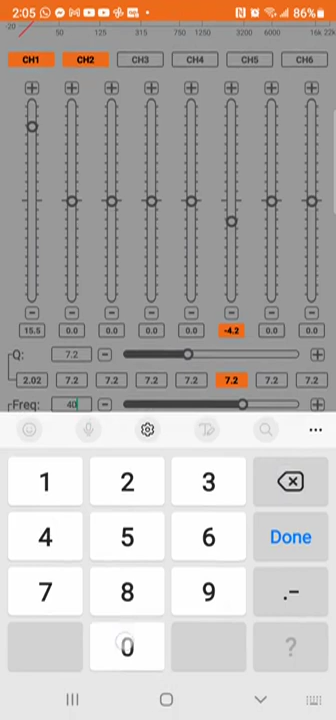 2:05 86%
-20 50 125 315 750 1250 3200 6000 16k 22k
CH1 CH2 CH3 CH4 CH5 CH6
15.5 0.0 0.0 0.0 0.0 -4.2 0.0 0.0
Q: 7.2
2.02 7.2 7.2 7.2 7.2 7.2 7.2 7.2
Freq: 40
1 2 3
4 5 6 Done
7 8 9 .-
0 ?